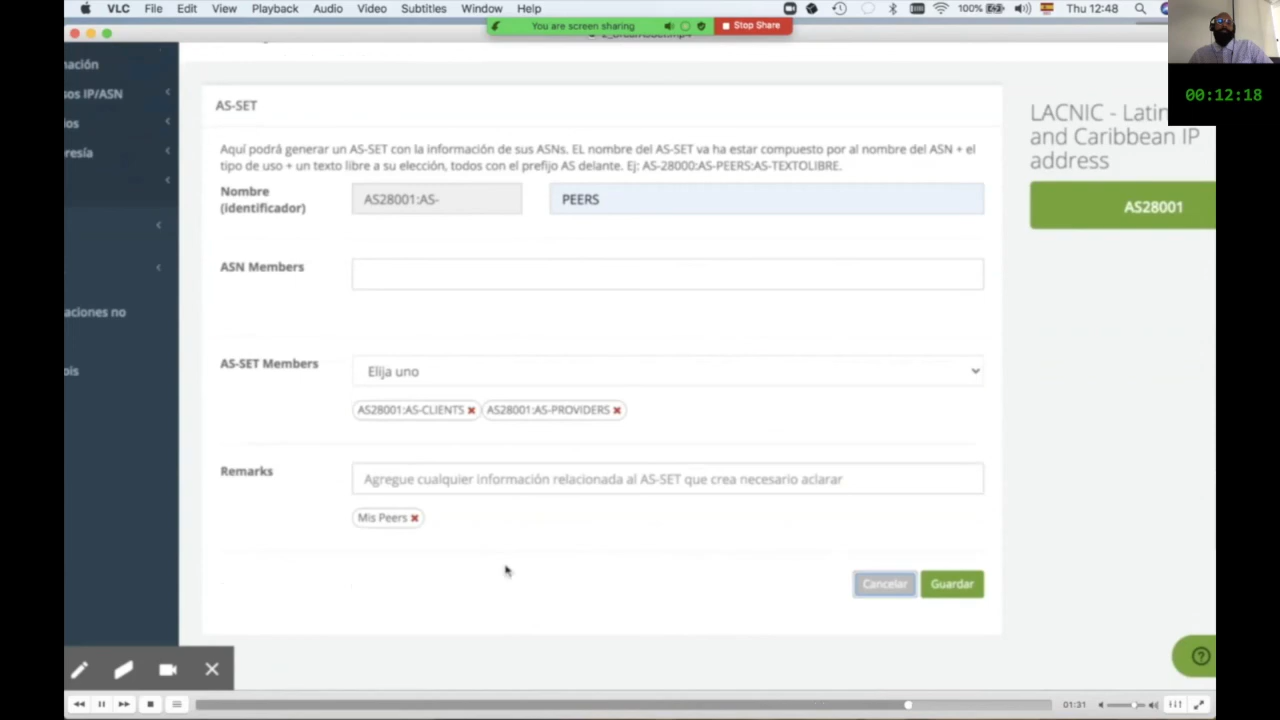 VLC File Edit View Playback Audio Video Subtitles Window Help
100% Thu 12:48
You are screen sharing Stop Share
00:12:18
ación
sos IP/ASN
ios
resía
aciones no
ois
AS-SET
Aquí podrá generar un AS-SET con la información de sus ASNs. EL nombre del AS-SET va ha estar compuesto por al nombre del ASN + el
tipo de uso + un texto libre a su elección, todos con el prefijo AS delante. Ej: AS-28000:AS-PEERS:AS-TEXTOLIBRE.
Nombre
(identificador)
AS28001:AS-
PEERS
ASN Members
AS-SET Members
Elija uno
AS28001:AS-CLIENTS AS28001:AS-PROVIDERS
Remarks
Agregue cualquier información relacionada al AS-SET que crea necesario aclarar
Mis Peers
Cancelar Guardar
LACNIC - Latin
and Caribbean IP
address
AS28001
01:31